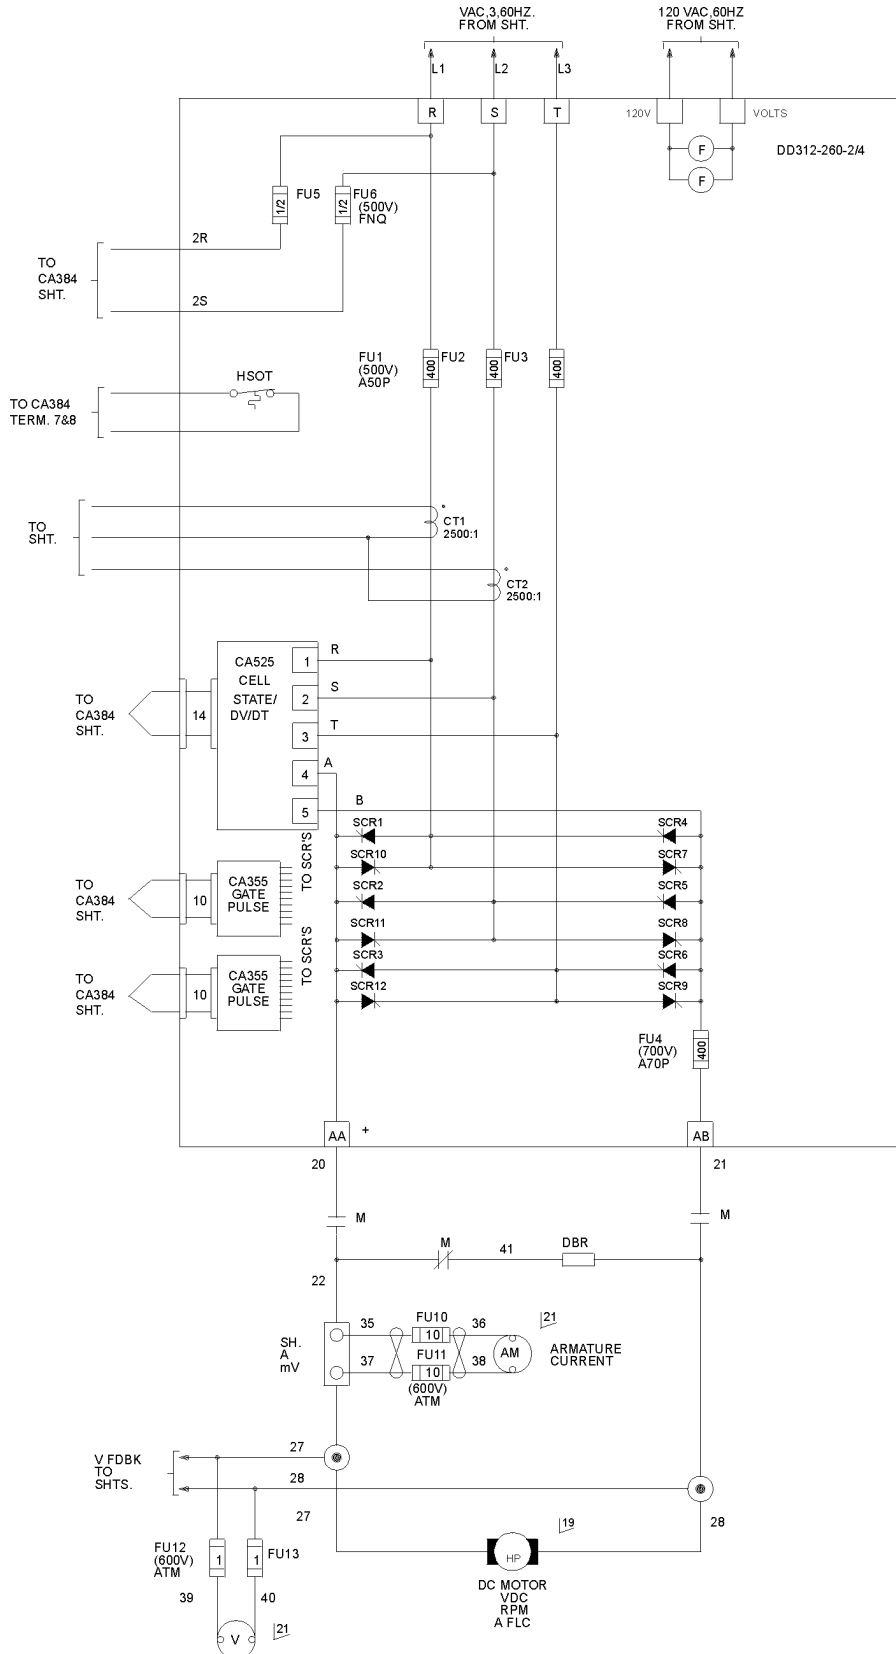 VAC,3,60HZ.
FROM SHT.
120 VAC,60HZ
FROM SHT.
L1
L2
L3
R
S
T
120V
VOLTS
F
F
DD312-260-2/4
1/2
FU5
1/2
FU6
(500V)
FNQ
2R
TO
CA384
SHT.
2S
FU1
(500V)
A50P
400
FU2
400
FU3
400
HSOT
TO CA384
TERM. 7&8
TO
SHT.
CT1
2500:1
CT2
2500:1
CA525
CELL
STATE/
DV/DT
1
R
2
S
3
T
4
A
5
B
TO
CA384
SHT.
14
SCR1
SCR4
SCR10
SCR7
SCR2
SCR5
SCR11
SCR8
SCR3
SCR6
SCR12
SCR9
TO SCR'S
TO SCR'S
TO
CA384
SHT.
10
CA355
GATE
PULSE
TO
CA384
SHT.
10
CA355
GATE
PULSE
FU4
(700V)
A70P
400
AA
+
AB
20
21
M
M
M
41
DBR
22
SH.
A
mV
35
FU10
10
36
37
FU11
10
38
(600V)
ATM
AM
21
ARMATURE
CURRENT
V FDBK
TO
SHTS.
27
28
27
28
FU12
(600V)
ATM
1
1
FU13
39
40
V
21
19
HP
DC MOTOR
VDC
RPM
A FLC